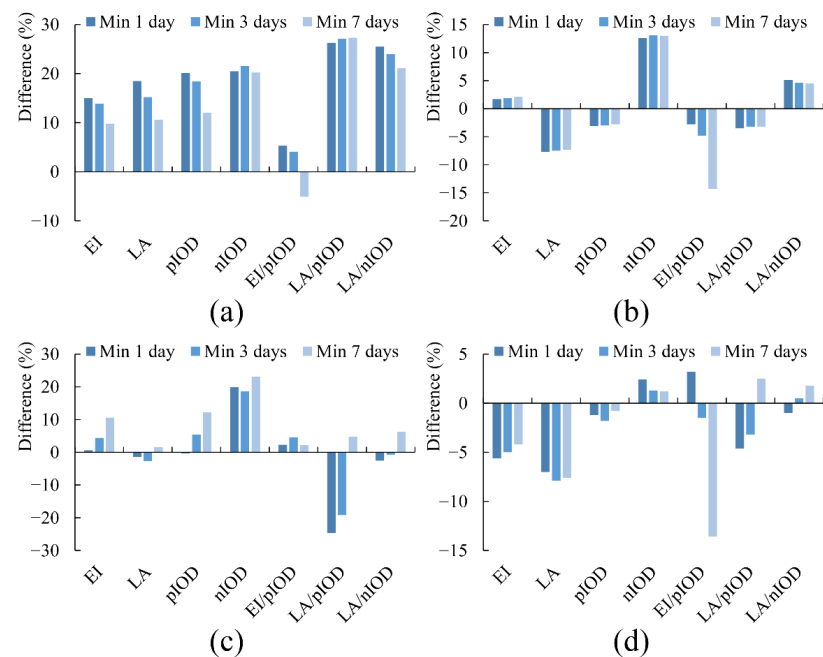 Min 1 day Min 3 days Min 7 days
Difference (%)
30
20
10
0
−10
EI LA pIOD nIOD EI/pIOD LA/pIOD LA/nIOD
(a)
Min 1 day Min 3 days Min 7 days
Difference (%)
15
10
5
0
−5
−10
−15
−20
EI LA pIOD nIOD EI/pIOD LA/pIOD LA/nIOD
(b)
Min 1 day Min 3 days Min 7 days
Difference (%)
30
20
10
0
−10
−20
−30
EI LA pIOD nIOD EI/pIOD LA/pIOD LA/nIOD
(c)
Min 1 day Min 3 days Min 7 days
Difference (%)
5
0
−5
−10
−15
EI LA pIOD nIOD EI/pIOD LA/pIOD LA/nIOD
(d)